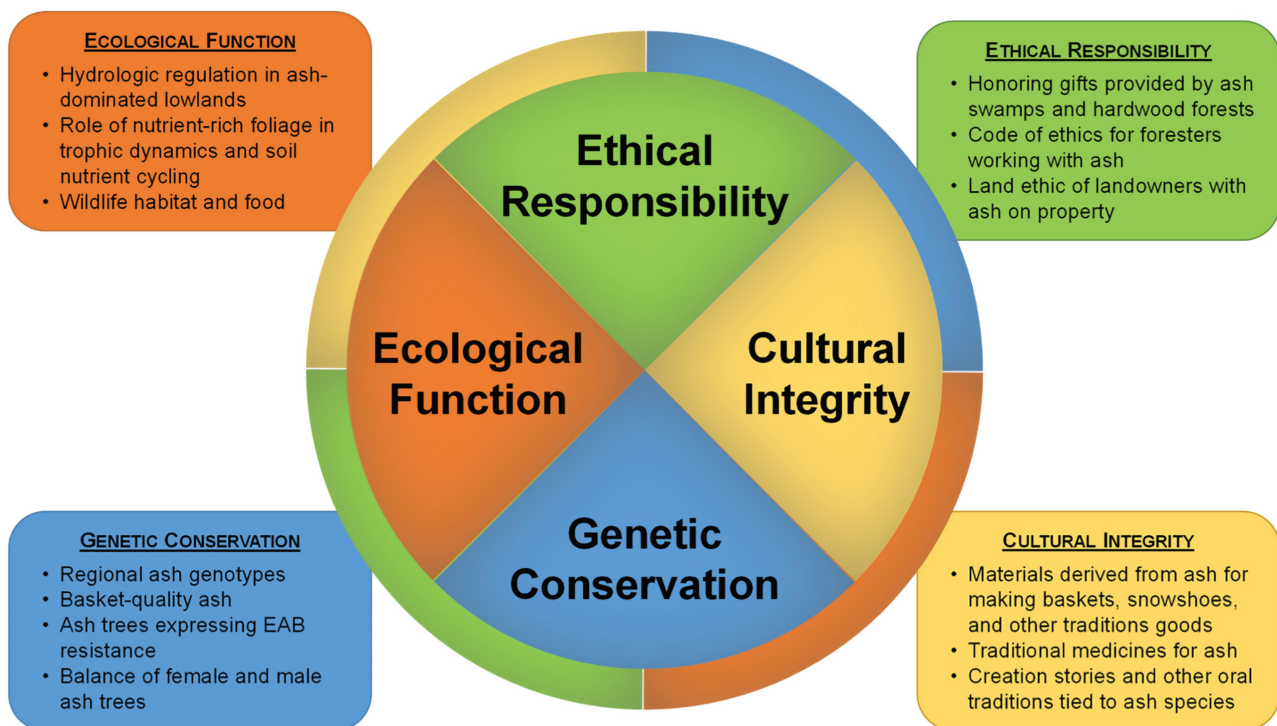 ECOLOGICAL FUNCTION
• Hydrologic regulation in ash-
dominated lowlands
• Role of nutrient-rich foliage in
trophic dynamics and soil
nutrient cycling
• Wildlife habitat and food
ETHICAL RESPONSIBILITY
• Honoring gifts provided by ash
swamps and hardwood forests
• Code of ethics for foresters
working with ash
• Land ethic of landowners with
ash on property
Ethical
Responsibility
Ecological
Function
Cultural
Integrity
Genetic
Conservation
GENETIC CONSERVATION
• Regional ash genotypes
• Basket-quality ash
• Ash trees expressing EAB
resistance
• Balance of female and male
ash trees
CULTURAL INTEGRITY
• Materials derived from ash for
making baskets, snowshoes,
and other traditions goods
• Traditional medicines for ash
• Creation stories and other oral
traditions tied to ash species